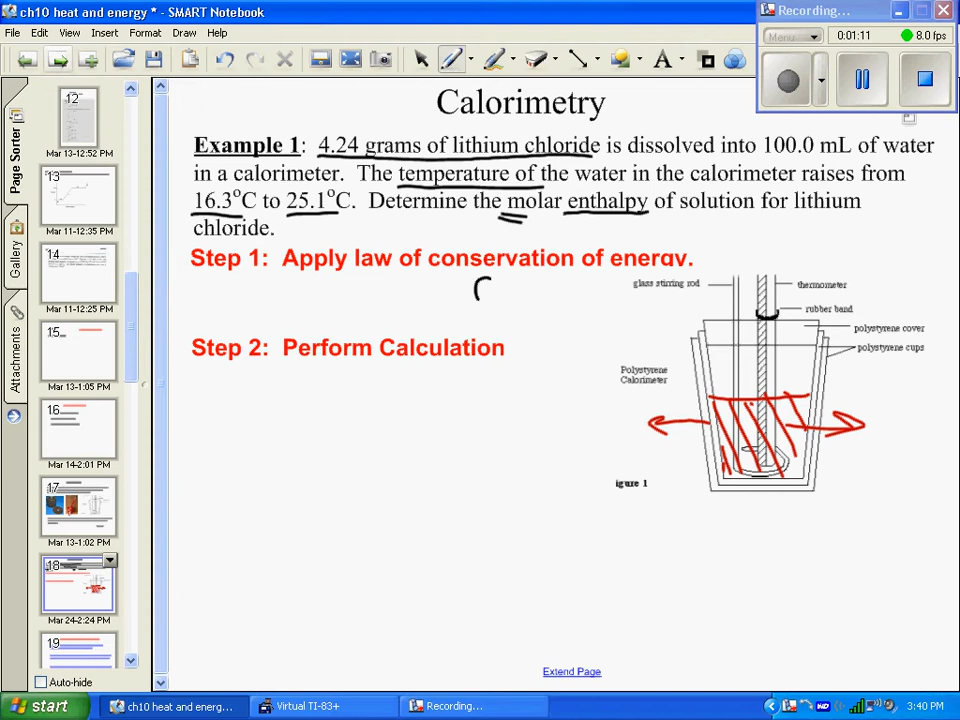 ch10 heat and energy * - SMART Notebook
Recording...
File Edit View Insert Format Draw Help
Menu
0:01:11
8.0 fps
Page Sorter
Gallery
Attachments
12
Mar 13-12:52 PM
13
Mar 11-12:35 PM
14
Mar 11-12:25 PM
15
Mar 13-1:05 PM
16
Mar 14-2:01 PM
17
Mar 13-1:02 PM
18
Mar 24-2:24 PM
19
Auto-hide
Calorimetry
Example 1: 4.24 grams of lithium chloride is dissolved into 100.0 mL of water
in a calorimeter. The temperature of the water in the calorimeter raises from
16.3°C to 25.1°C. Determine the molar enthalpy of solution for lithium
chloride.
Step 1: Apply law of conservation of energy.
glass stirring rod
thermometer
rubber band
polystyrene cover
polystyrene cups
Polystyrene
Calorimeter
igure 1
Step 2: Perform Calculation
Extend Page
start
ch10 heat and energ...
Virtual TI-83+
Recording...
3:40 PM